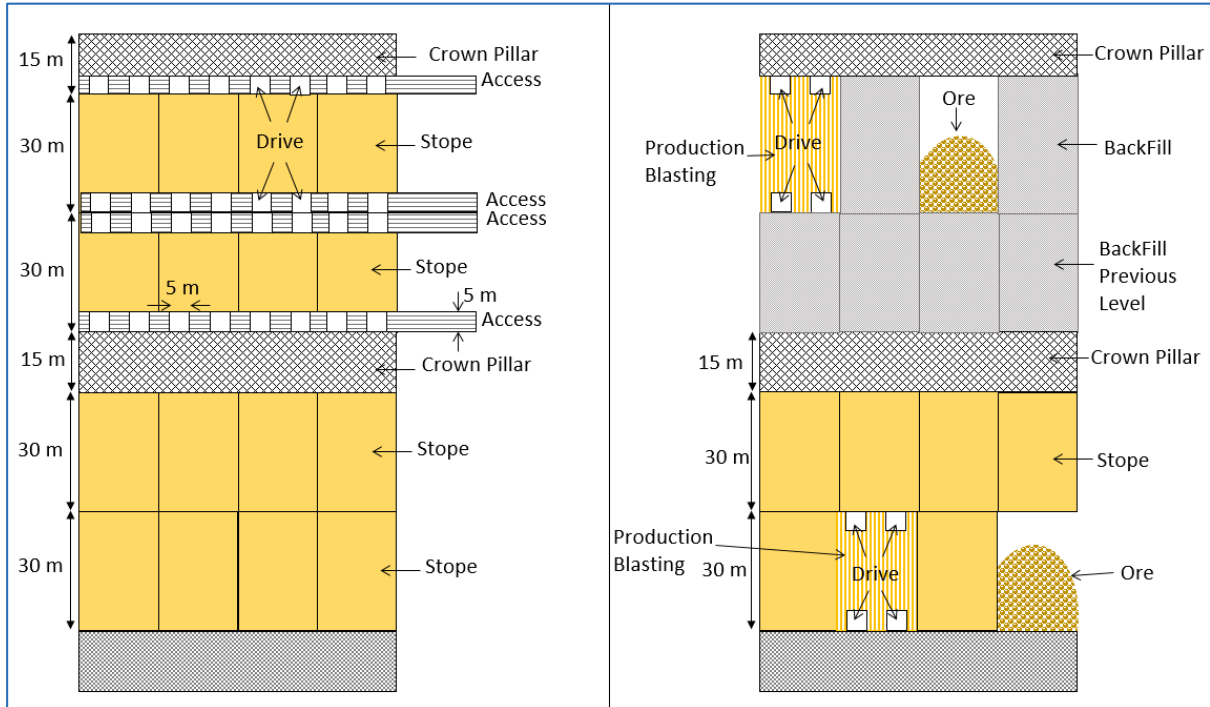 15 m
Crown Pillar
Access
30 m
Drive
Stope
Access
Access
30 m
Stope
5 m
5 m
Access
15 m
Crown Pillar
30 m
Stope
30 m
Stope
Crown Pillar
Ore
Production
Blasting
Drive
BackFill
BackFill
Previous
Level
15 m
Crown Pillar
30 m
Stope
Production
Blasting
30 m
Drive
Ore